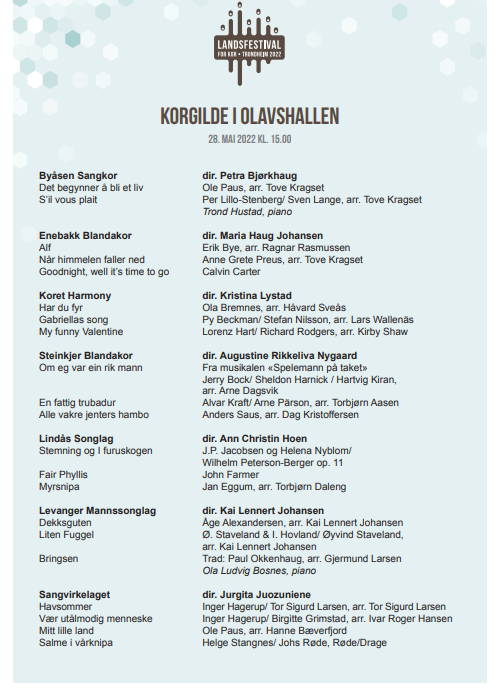 LANDSFESTIVAL
FOR KOR • TRONDHEIM 2022
KORGILDE I OLAVSHALLEN
28. MAI 2022 KL. 15.00
Byåsen Sangkor dir. Petra Bjørkhaug
Det begynner å bli et liv Ole Paus, arr. Tove Kragset
S'il vous plait Per Lillo-Stenberg/ Sven Lange, arr. Tove Kragset
Trond Hustad, piano
Enebakk Blandakor dir. Maria Haug Johansen
Alf Erik Bye, arr. Ragnar Rasmussen
Når himmelen faller ned Anne Grete Preus, arr. Tove Kragset
Goodnight, well it's time to go Calvin Carter
Koret Harmony dir. Kristina Lystad
Har du fyr Ola Bremnes, arr. Håvard Sveås
Gabriellas song Py Beckman/ Stefan Nilsson, arr. Lars Wallenäs
My funny Valentine Lorenz Hart/ Richard Rodgers, arr. Kirby Shaw
Steinkjer Blandakor dir. Augustine Rikkeliva Nygaard
Om eg var ein rik mann Fra musikalen «Spelemann på taket»
Jerry Bock/ Sheldon Harnick / Hartvig Kiran,
arr. Arne Dagsvik
En fattig trubadur Alvar Kraft/ Arne Pärson, arr. Torbjørn Aasen
Alle vakre jenters hambo Anders Saus, arr. Dag Kristoffersen
Lindås Songlag dir. Ann Christin Hoen
Stemning og I furuskogen J.P. Jacobsen og Helena Nyblom/
Wilhelm Peterson-Berger op. 11
Fair Phyllis John Farmer
Myrsnipa Jan Eggum, arr. Torbjørn Daleng
Levanger Mannssonglag dir. Kai Lennert Johansen
Dekksguten Åge Alexandersen, arr. Kai Lennert Johansen
Liten Fuggel Ø. Staveland & I. Hovland/ Øyvind Staveland,
arr. Kai Lennert Johansen
Bringsen Trad: Paul Okkenhaug, arr. Gjermund Larsen
Ola Ludvig Bosnes, piano
Sangvirkelaget dir. Jurgita Juozuniene
Havsommer Inger Hagerup/ Tor Sigurd Larsen, arr. Tor Sigurd Larsen
Vær utålmodig menneske Inger Hagerup/ Birgitte Grimstad, arr. Ivar Roger Hansen
Mitt lille land Ole Paus, arr. Hanne Bæverfjord
Salme i vårknipa Helge Stangnes/ Johs Røde, Røde/Drage